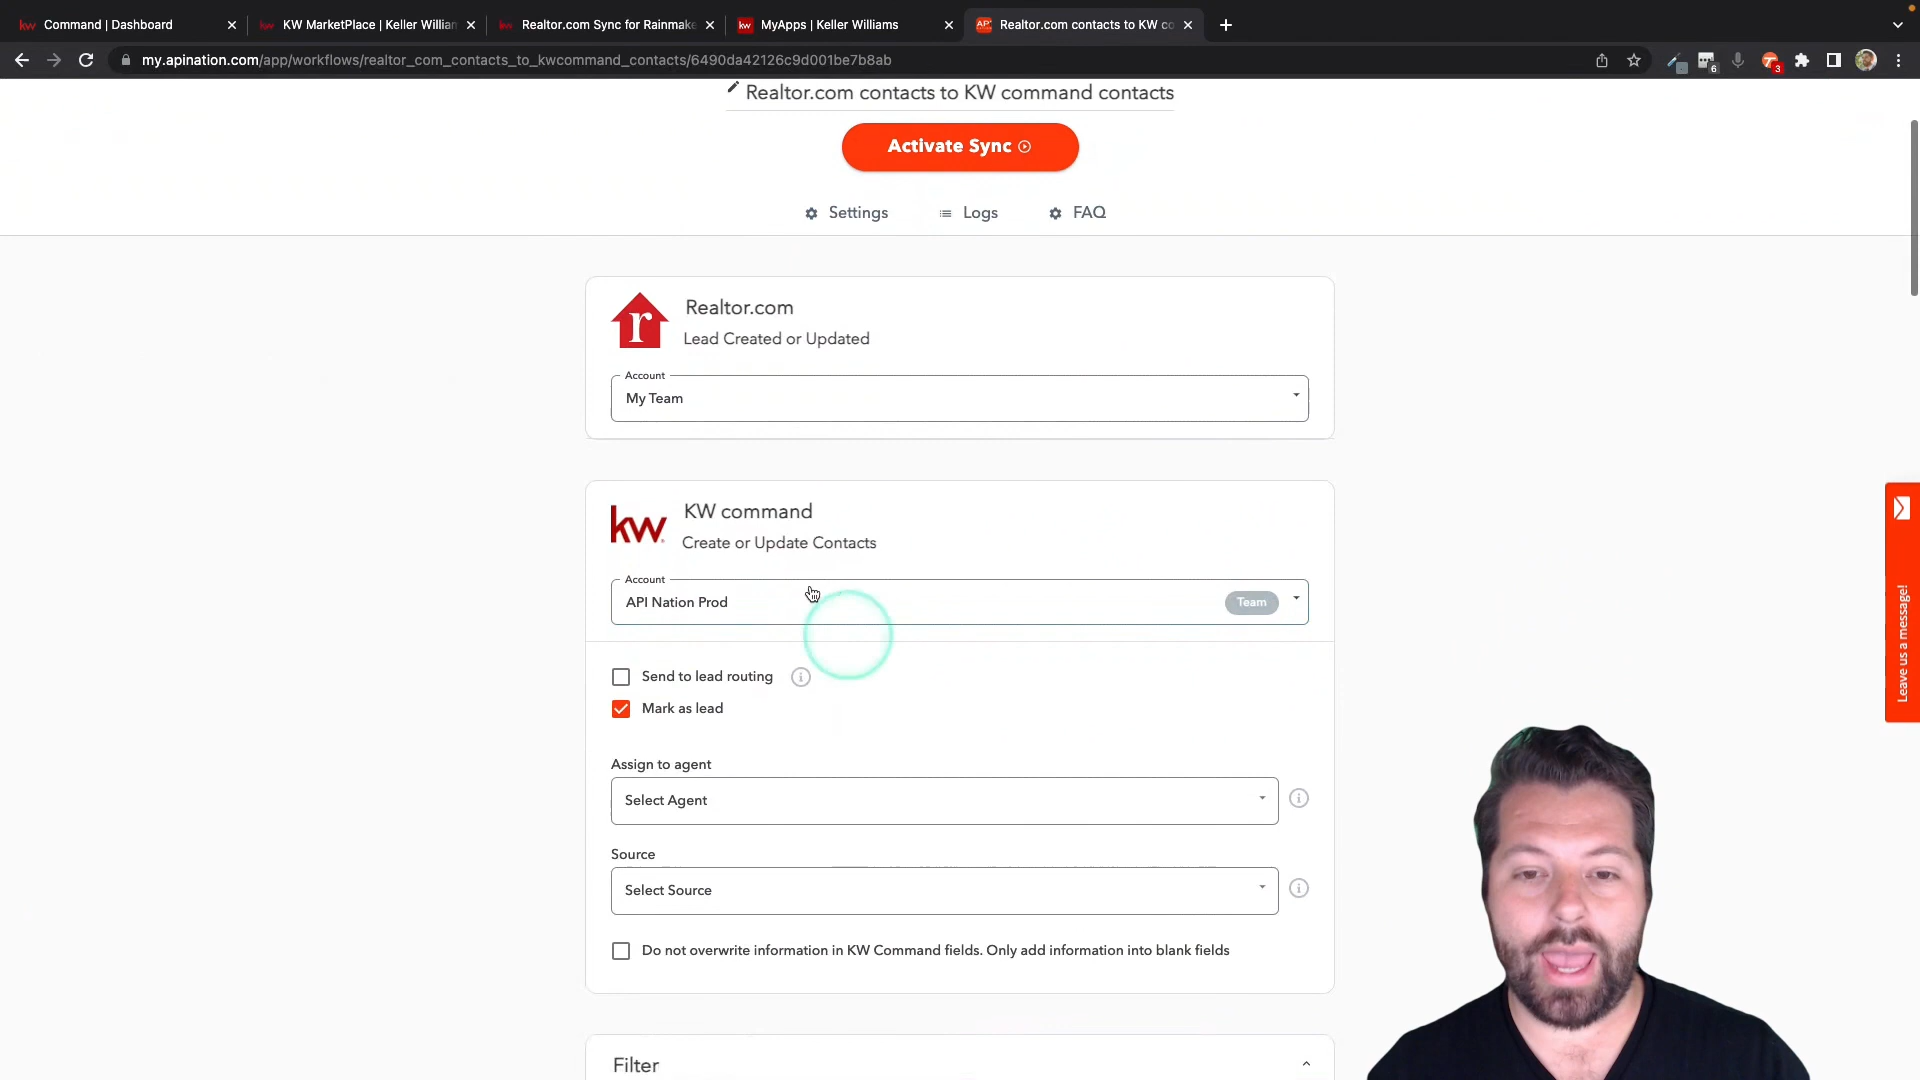 Command | Dashboard
KW MarketPlace | Keller Willian
Realtor.com Sync for Rainmake
MyApps | Keller Williams
Realtor.com contacts to KW co
my.apination.com/app/workflows/realtor_com_contacts_to_kwcommand_contacts/6490da42126c9d001be7b8ab
6
3
Realtor.com contacts to KW command contacts
Activate Sync
Settings
Logs
FAQ
r
Realtor.com
Lead Created or Updated
Account
My Team
kw
KW command
Create or Update Contacts
Account
API Nation Prod
Team
Send to lead routing
Mark as lead
Assign to agent
Select Agent
Source
Select Source
Do not overwrite information in KW Command fields. Only add information into blank fields
Filter
Leave us a message!